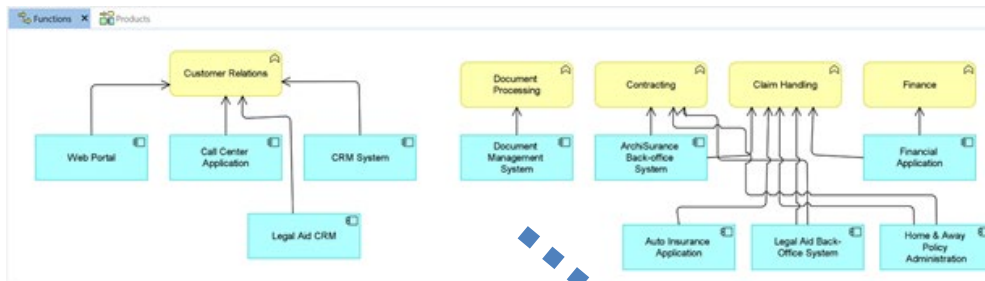 Functions
Products
Customer Relations
Document
Processing
Contracting
Claim Handling
Finance
Web Portal
Call Center
Application
CRM System
Document
Management
System
ArchiSurance
Back-office
System
Financial
Application
Legal Aid CRM
Auto Insurance
Application
Legal Aid Back-
Office System
Home & Away
Policy
Administration